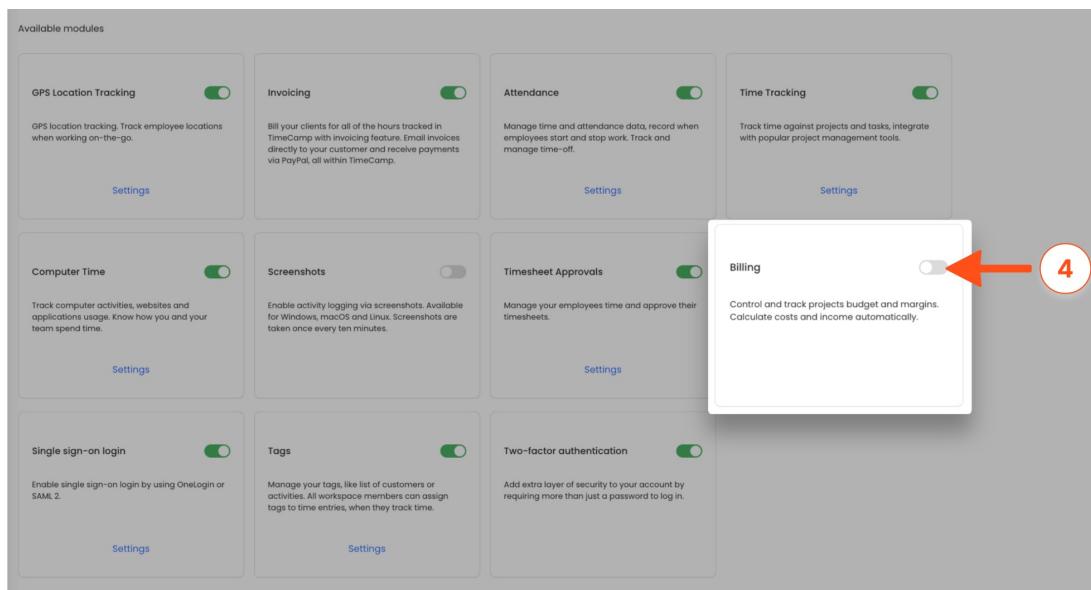 Available modules
GPS Location Tracking
GPS location tracking. Track employee locations
when working on-the-go.
Settings
Invoicing
Bill your clients for all of the hours tracked in
TimeCamp with invoicing feature. Email invoices
directly to your customer and receive payments
via PayPal, all within TimeCamp.
Attendance
Manage time and attendance data, record when
employees start and stop work. Track and
manage time-off.
Settings
Time Tracking
Track time against projects and tasks, integrate
with popular project management tools.
Settings
Computer Time
Track computer activities, websites and
applications usage. Know how you and your
team spend time.
Settings
Screenshots
Enable activity logging via screenshots. Available
for Windows, macOS and Linux. Screenshots are
taken once every ten minutes.
Timesheet Approvals
Manage your employees time and approve their
timesheets.
Settings
Billing
Control and track projects budget and margins.
Calculate costs and income automatically.
4
Single sign-on login
Enable single sign-on login by using OneLogin or
SAML 2.
Settings
Tags
Manage your tags, like list of customers or
activities. All workspace members can assign
tags to time entries, when they track time.
Settings
Two-factor authentication
Add extra layer of security to your account by
requiring more than just a password to log in.